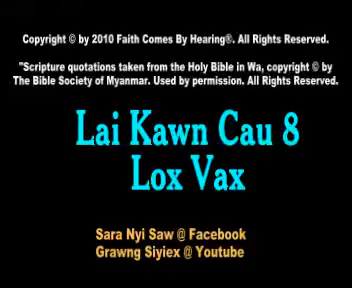 Copyright © by 2010 Faith Comes By Hearing®. All Rights Reserved.
"Scripture quotations taken from the Holy Bible in Wa, copyright © by
The Bible Society of Myanmar. Used by permission. All Rights Reserved.
Lai Kawn Cau 8
Lox Vax
Sara Nyi Saw @ Facebook
Grawng Siyiex @ Youtube